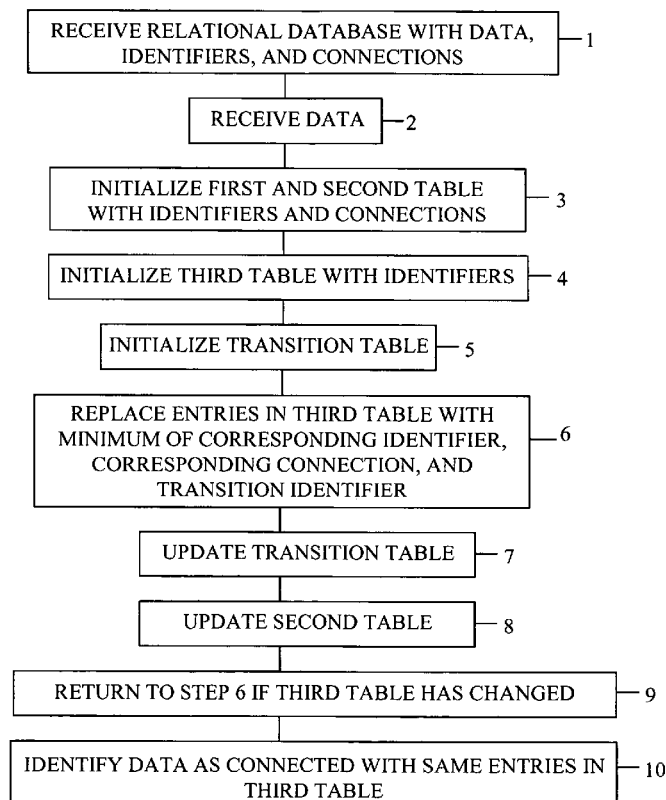 RECEIVE RELATIONAL DATABASE WITH DATA,
IDENTIFIERS, AND CONNECTIONS
1
RECEIVE DATA
2
INITIALIZE FIRST AND SECOND TABLE
WITH IDENTIFIERS AND CONNECTIONS
3
INITIALIZE THIRD TABLE WITH IDENTIFIERS
4
INITIALIZE TRANSITION TABLE
5
REPLACE ENTRIES IN THIRD TABLE WITH
MINIMUM OF CORRESPONDING IDENTIFIER,
CORRESPONDING CONNECTION, AND
TRANSITION IDENTIFIER
6
UPDATE TRANSITION TABLE
7
UPDATE SECOND TABLE
8
RETURN TO STEP 6 IF THIRD TABLE HAS CHANGED
9
IDENTIFY DATA AS CONNECTED WITH SAME ENTRIES IN
THIRD TABLE
10